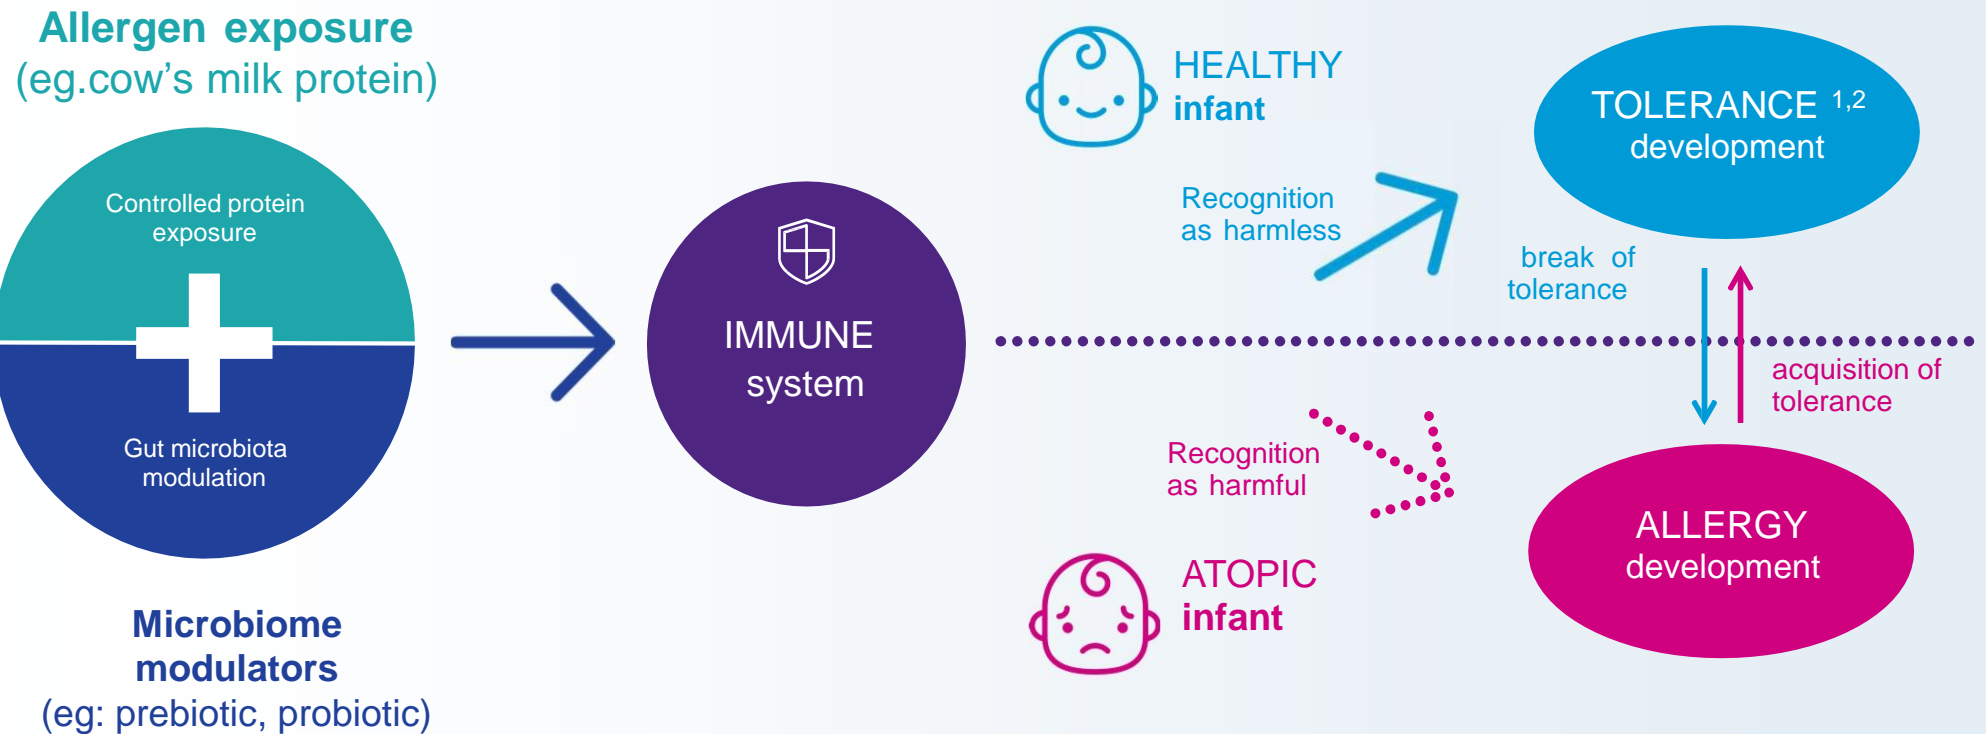 Allergen exposure
(eg.cow's milk protein)
Controlled protein
exposure
Gut microbiota
modulation
Microbiome
modulators
(eg: prebiotic, probiotic)
IMMUNE
system
HEALTHY
infant
Recognition
as harmless
TOLERANCE 1,2
development
break of
tolerance
acquisition of
tolerance
Recognition
as harmful
ATOPIC
infant
ALLERGY
development